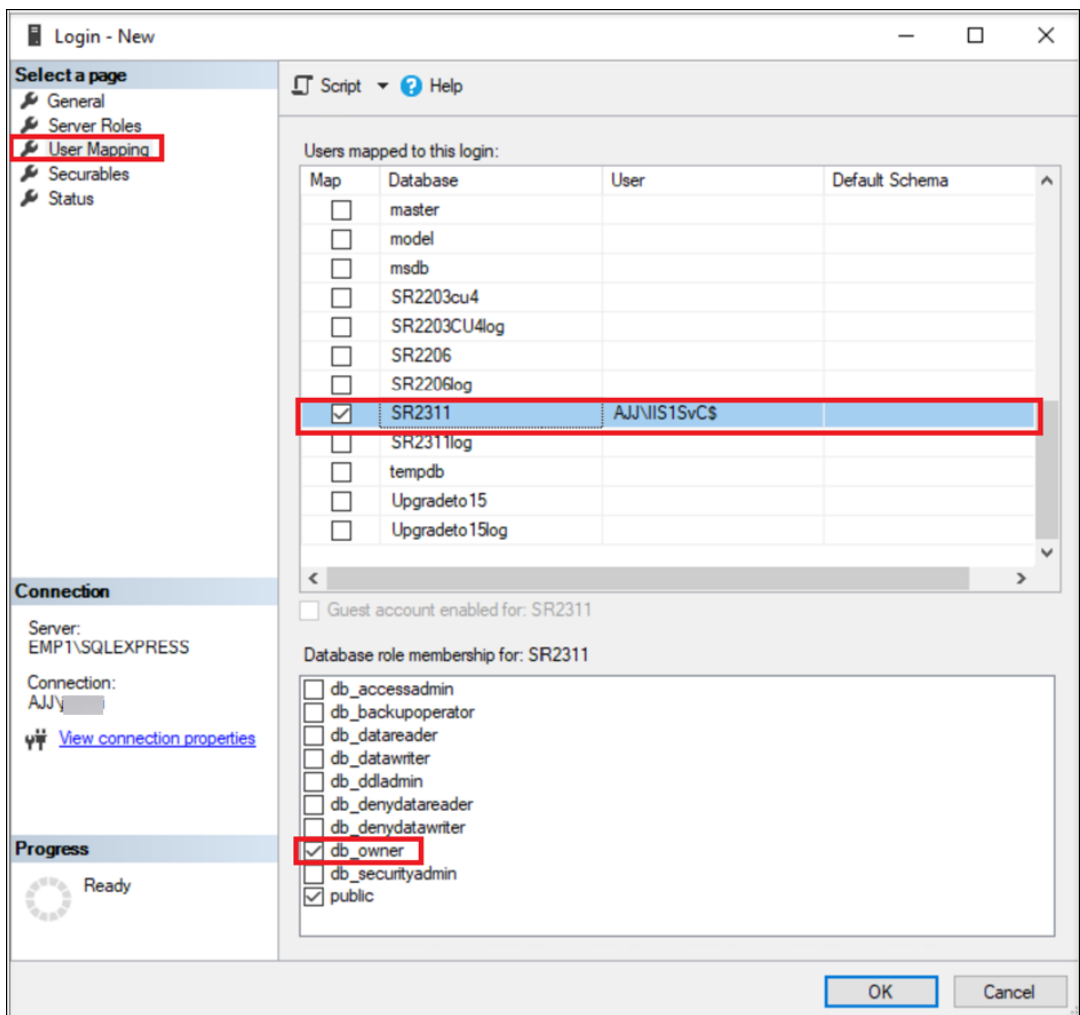 Login - New
Select a page
General
Server Roles
User Mapping
Securables
Status
Script
Help
Users mapped to this login:
Map Database User Default Schema
master
model
msdb
SR2203cu4
SR2203CU4log
SR2206
SR2206log
SR2311 AJJ\IIS1SvC$
SR2311log
tempdb
Upgradeto15
Upgradeto15log
Guest account enabled for: SR2311
Database role membership for: SR2311
db_accessadmin
db_backupoperator
db_datareader
db_datawriter
db_ddladmin
db_denydatareader
db_denydatawriter
db_owner
db_securityadmin
public
Connection
Server:
EMP1\SQLEXPRESS
Connection:
AJJ\
View connection properties
Progress
Ready
OK Cancel